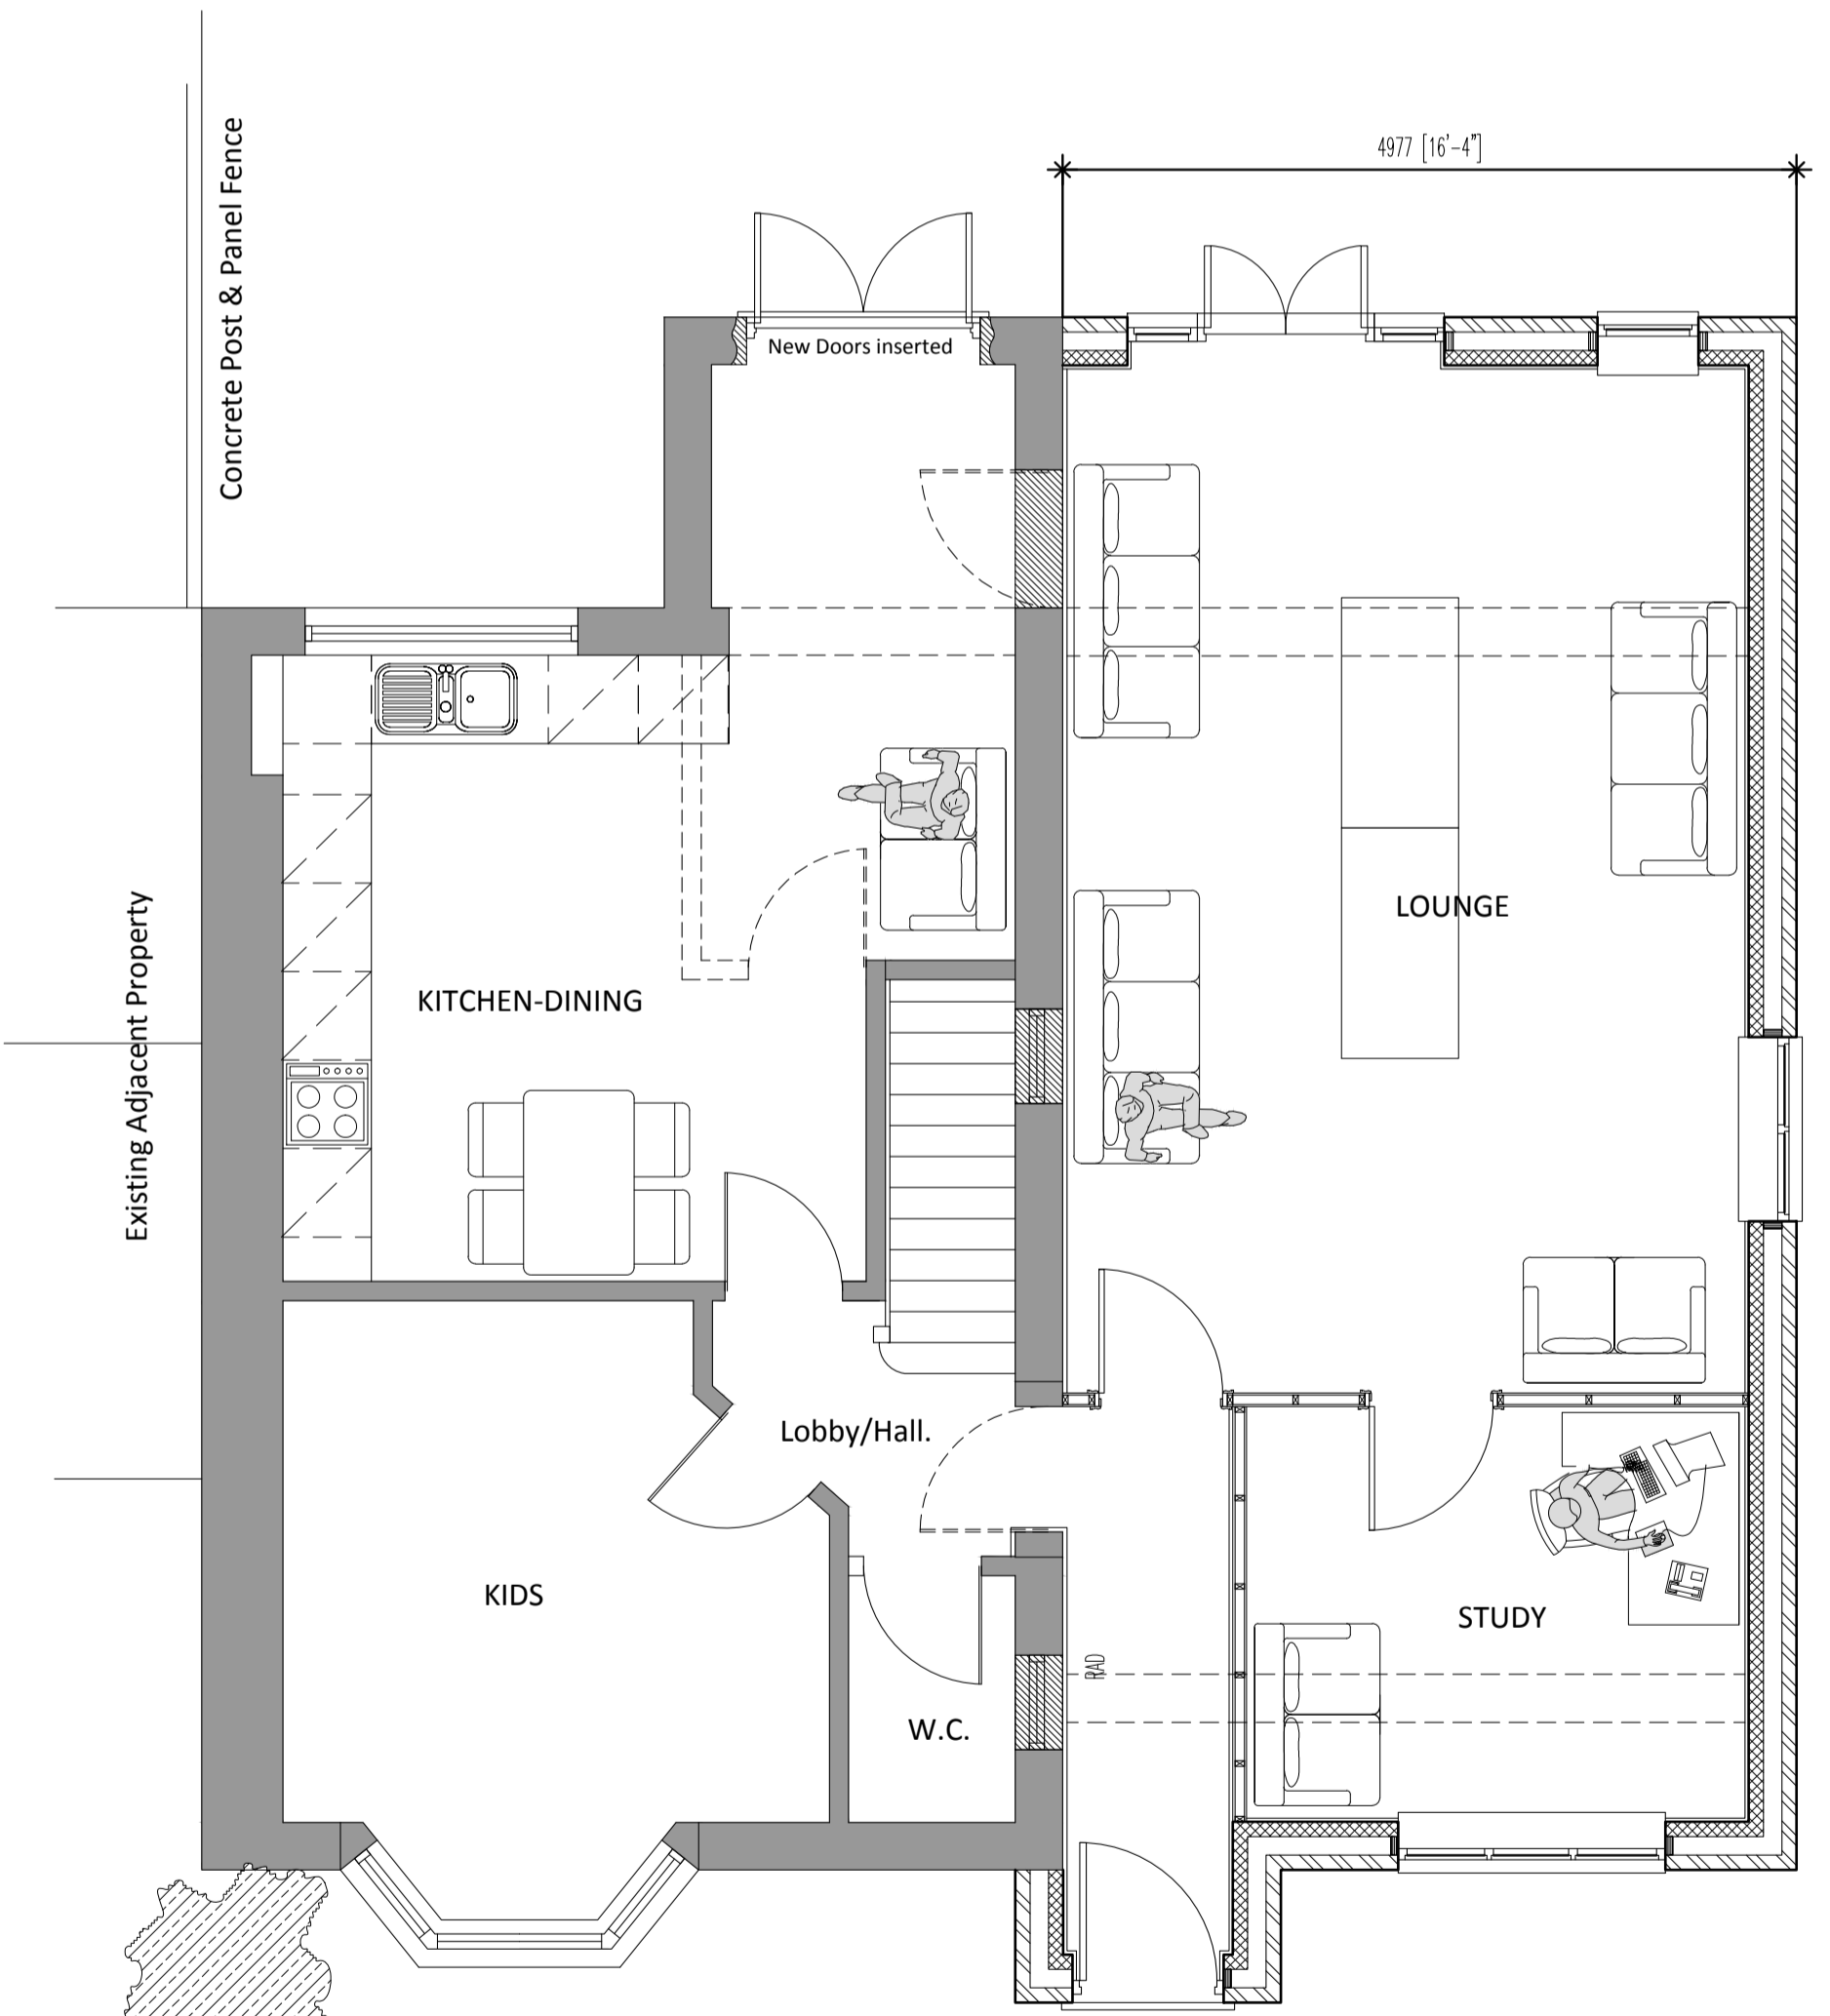 4977 [16'-4"]
Concrete Post & Panel Fence
New Doors inserted
LOUNGE
Existing Adjacent Property
KITCHEN-DINING
Lobby/Hall.
KIDS
STUDY
RAD
W.C.